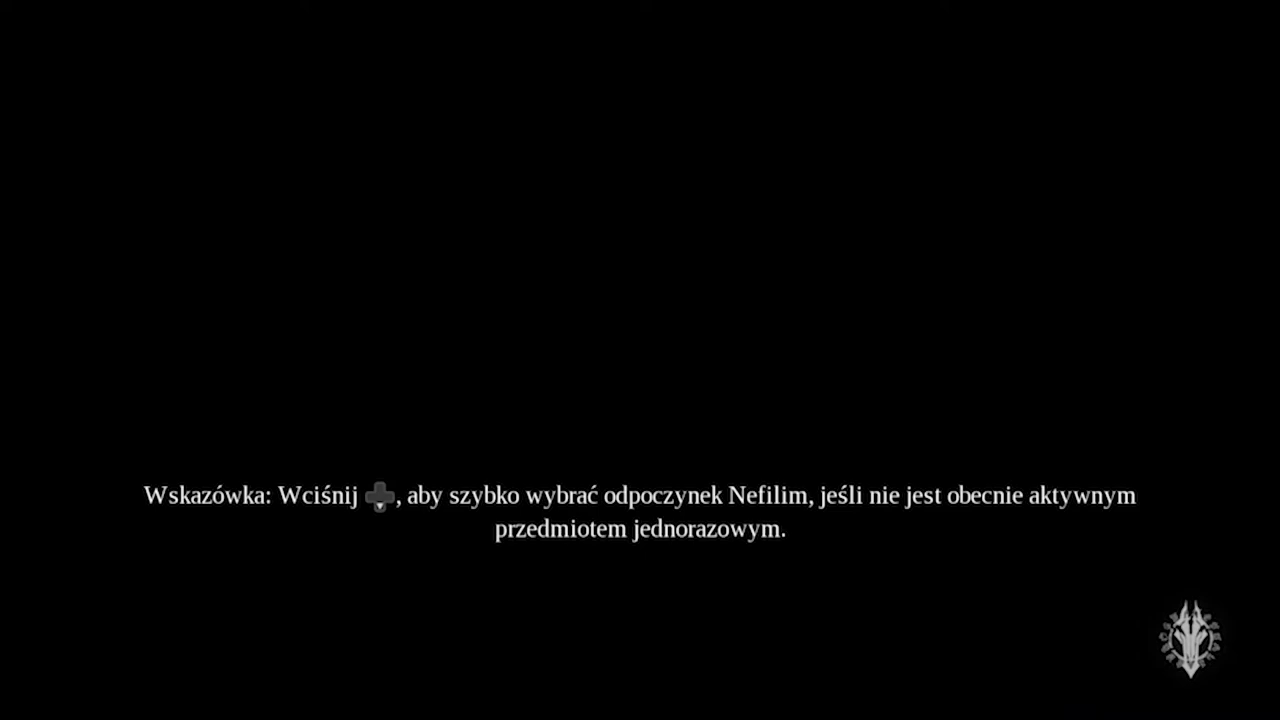 Wskazówka: Wciśnij , aby szybko wybrać odpoczynek Nefilim, jeśli nie jest obecnie aktywnym
przedmiotem jednorazowym.